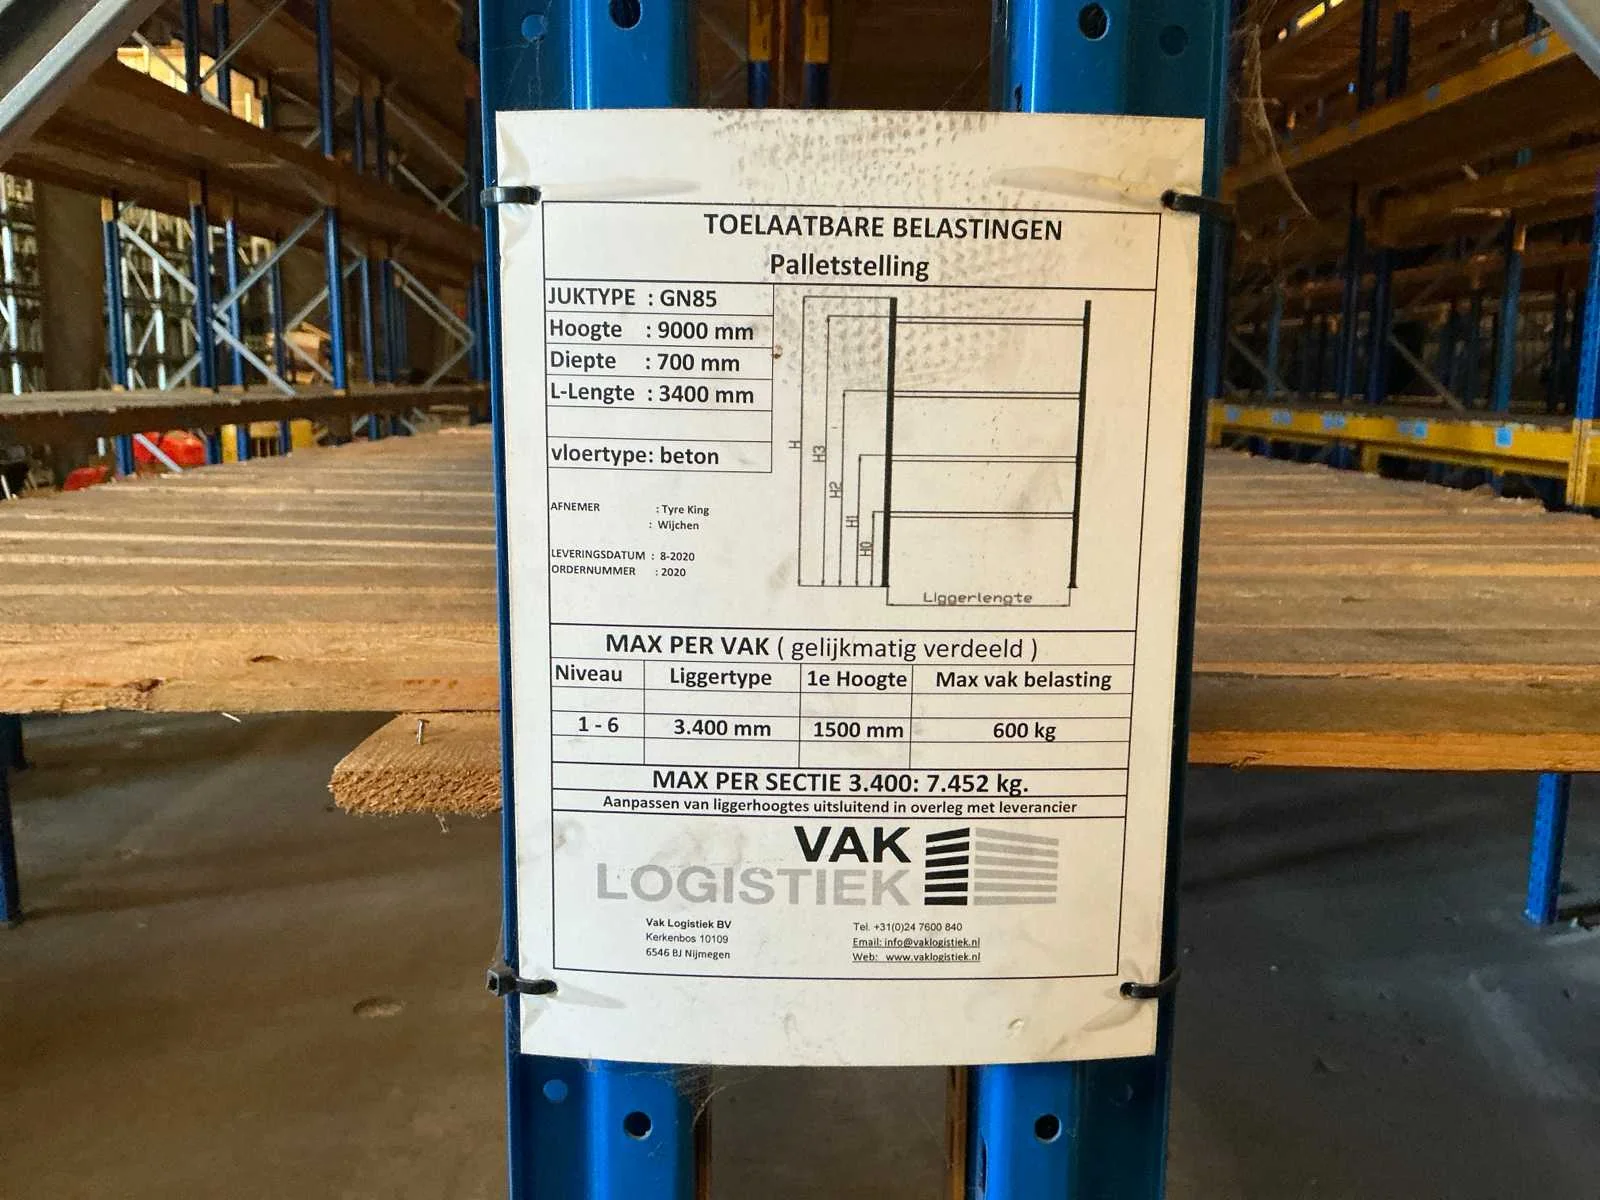 TOELAATBARE BELASTINGEN
Palletstelling
JUKTYPE : GN85
Hoogte : 9000 mm
Diepte : 700 mm
L-Lengte : 3400 mm
vloertype: beton
AFNEMER : Tyre King
: Wijchen
LEVERINGSDATUM : 8-2020
ORDERNUMMER : 2020
H
H3
H2
H1
H0
Liggerlengte
MAX PER VAK ( gelijkmatig verdeeld )
Niveau Liggertype 1e Hoogte Max vak belasting
1 - 6 3.400 mm 1500 mm 600 kg
MAX PER SECTIE 3.400: 7.452 kg.
Aanpassen van liggerhoogtes uitsluitend in overleg met leverancier
VAK
LOGISTIEK
Vak Logistiek BV
Kerkenbos 10109
6546 BJ Nijmegen
Tel. +31(0)24 7600 840
Email: info@vaklogistiek.nl
Web: www.vaklogistiek.nl